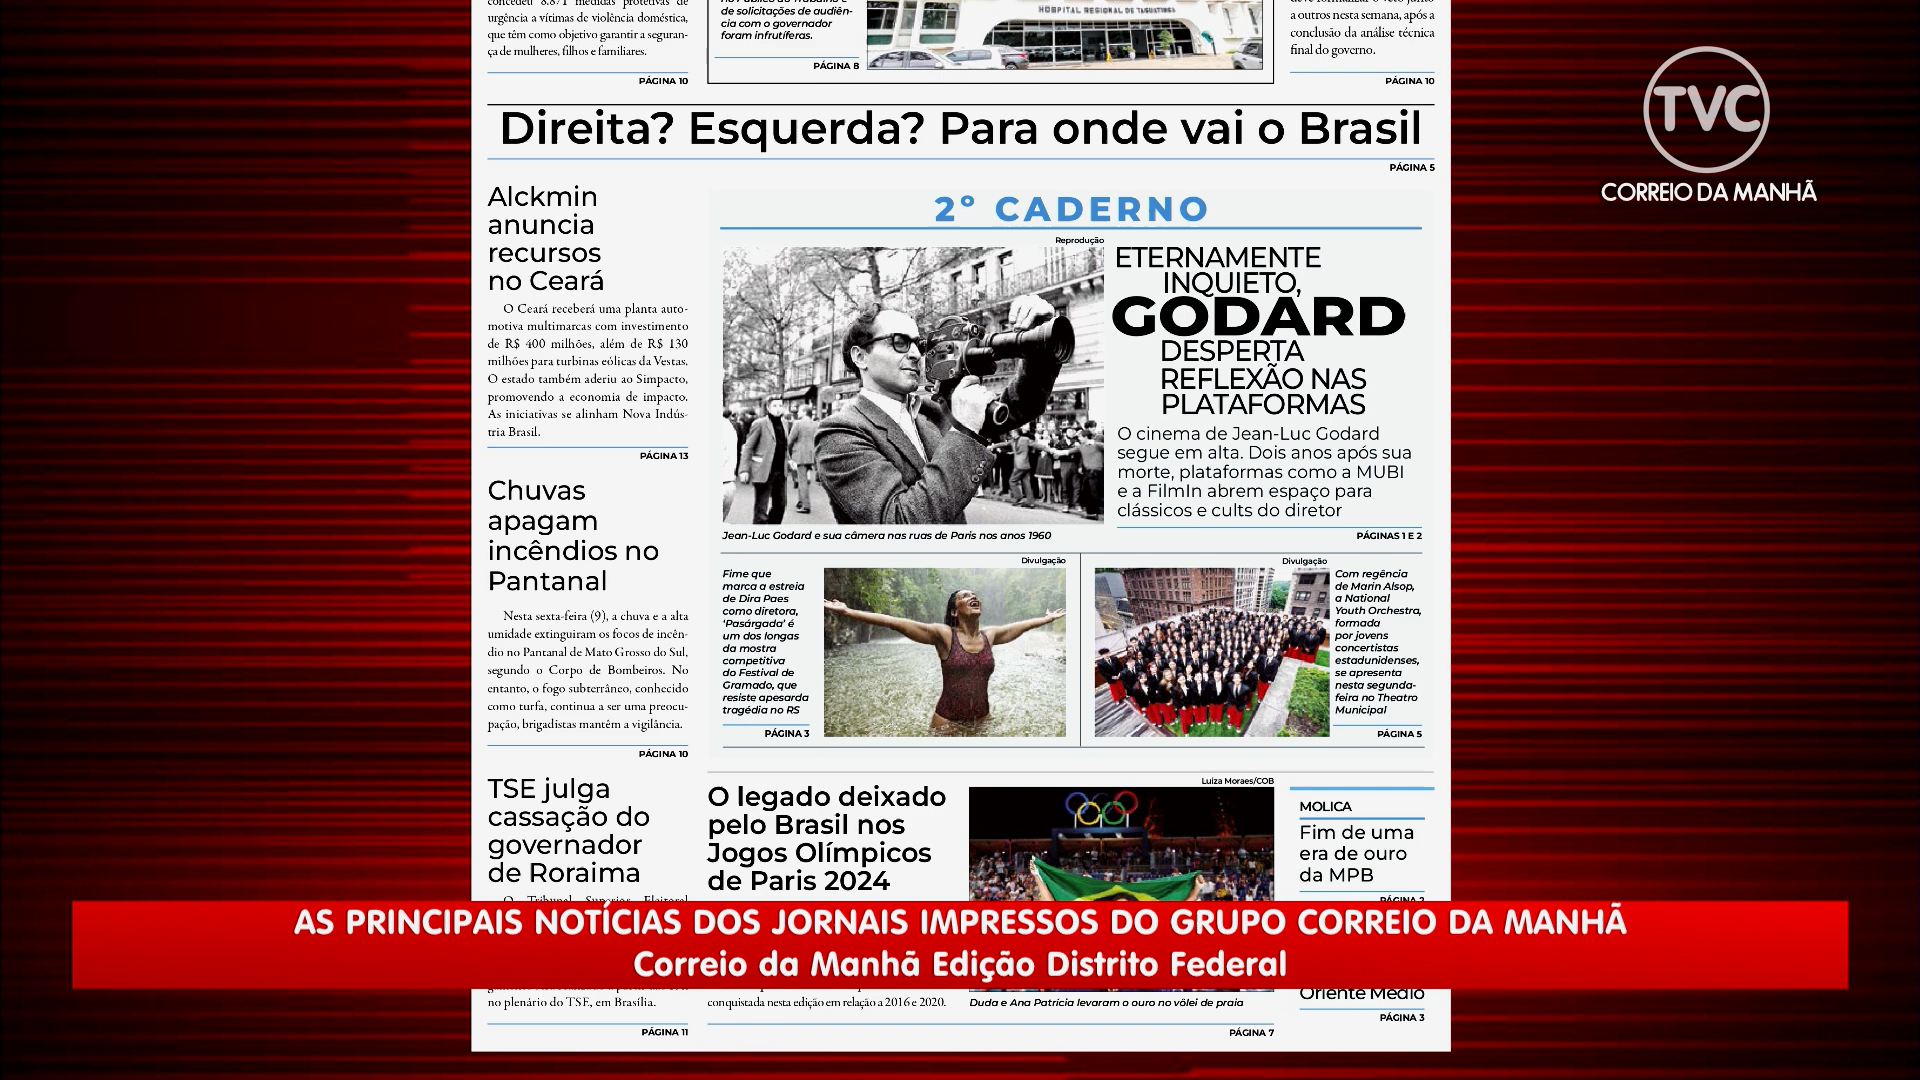 concedeu 8.871 medidas protetivas de
urgência a vítimas de violência doméstica,
que têm como objetivo garantir a seguran-
ça de mulheres, filhos e familiares.
PÁGINA 10
de solicitações de audiên-
cia com o governador
foram infrutíferas.
PÁGINA 8
HOSPITAL REGIONAL DE TAGUATINGA
a outros nesta semana, após a
conclusão da análise técnica
final do governo.
PÁGINA 10
TVC
CORREIO DA MANHÃ
Direita? Esquerda? Para onde vai o Brasil
PÁGINA 5
Alckmin
anuncia
recursos
no Ceará
O Ceará receberá uma planta auto-
motiva multimarcas com investimento
de R$ 400 milhões, além de R$ 130
milhões para turbinas eólicas da Vestas.
O estado também aderiu ao Simpacto,
promovendo a economia de impacto.
As iniciativas se alinham Nova Indús-
tria Brasil.
PÁGINA 13
Chuvas
apagam
incêndios no
Pantanal
Nesta sexta-feira (9), a chuva e a alta
umidade extinguiram os focos de incên-
dio no Pantanal de Mato Grosso do Sul,
segundo o Corpo de Bombeiros. No
entanto, o fogo subterrâneo, conhecido
como turfa, continua a ser uma preocu-
pação, brigadistas mantêm a vigilância.
PÁGINA 10
TSE julga
cassação do
governador
de Roraima
O Tribunal Superior Eleitoral
no plenário do TSE, em Brasília.
PÁGINA 11
2º CADERNO
Reprodução
ETERNAMENTE
INQUIETO,
GODARD
DESPERTA
REFLEXÃO NAS
PLATAFORMAS
O cinema de Jean-Luc Godard
segue em alta. Dois anos após sua
morte, plataformas como a MUBI
e a FilmIn abrem espaço para
clássicos e cults do diretor
PÁGINAS 1 E 2
Jean-Luc Godard e sua câmera nas ruas de Paris nos anos 1960
Divulgação
Fime que
marca a estreia
de Dira Paes
como diretora,
'Pasárgada' é
um dos longas
da mostra
competitiva
do Festival de
Gramado, que
resiste apesarda
tragédia no RS
PÁGINA 3
Divulgação
Com regência
de Marin Alsop,
a National
Youth Orchestra,
formada
por jovens
concertistas
estadunidenses,
se apresenta
nesta segunda-
feira no Theatro
Municipal
PÁGINA 5
O legado deixado
pelo Brasil nos
Jogos Olímpicos
de Paris 2024
conquistada nesta edição em relação a 2016 e 2020.
Luiza Moraes/COB
Duda e Ana Patrícia levaram o ouro no vôlei de praia
PÁGINA 7
MOLICA
Fim de uma
era de ouro
da MPB
PÁGINA 2
Oriente Médio
PÁGINA 3
AS PRINCIPAIS NOTÍCIAS DOS JORNAIS IMPRESSOS DO GRUPO CORREIO DA MANHÃ
Correio da Manhã Edição Distrito Federal